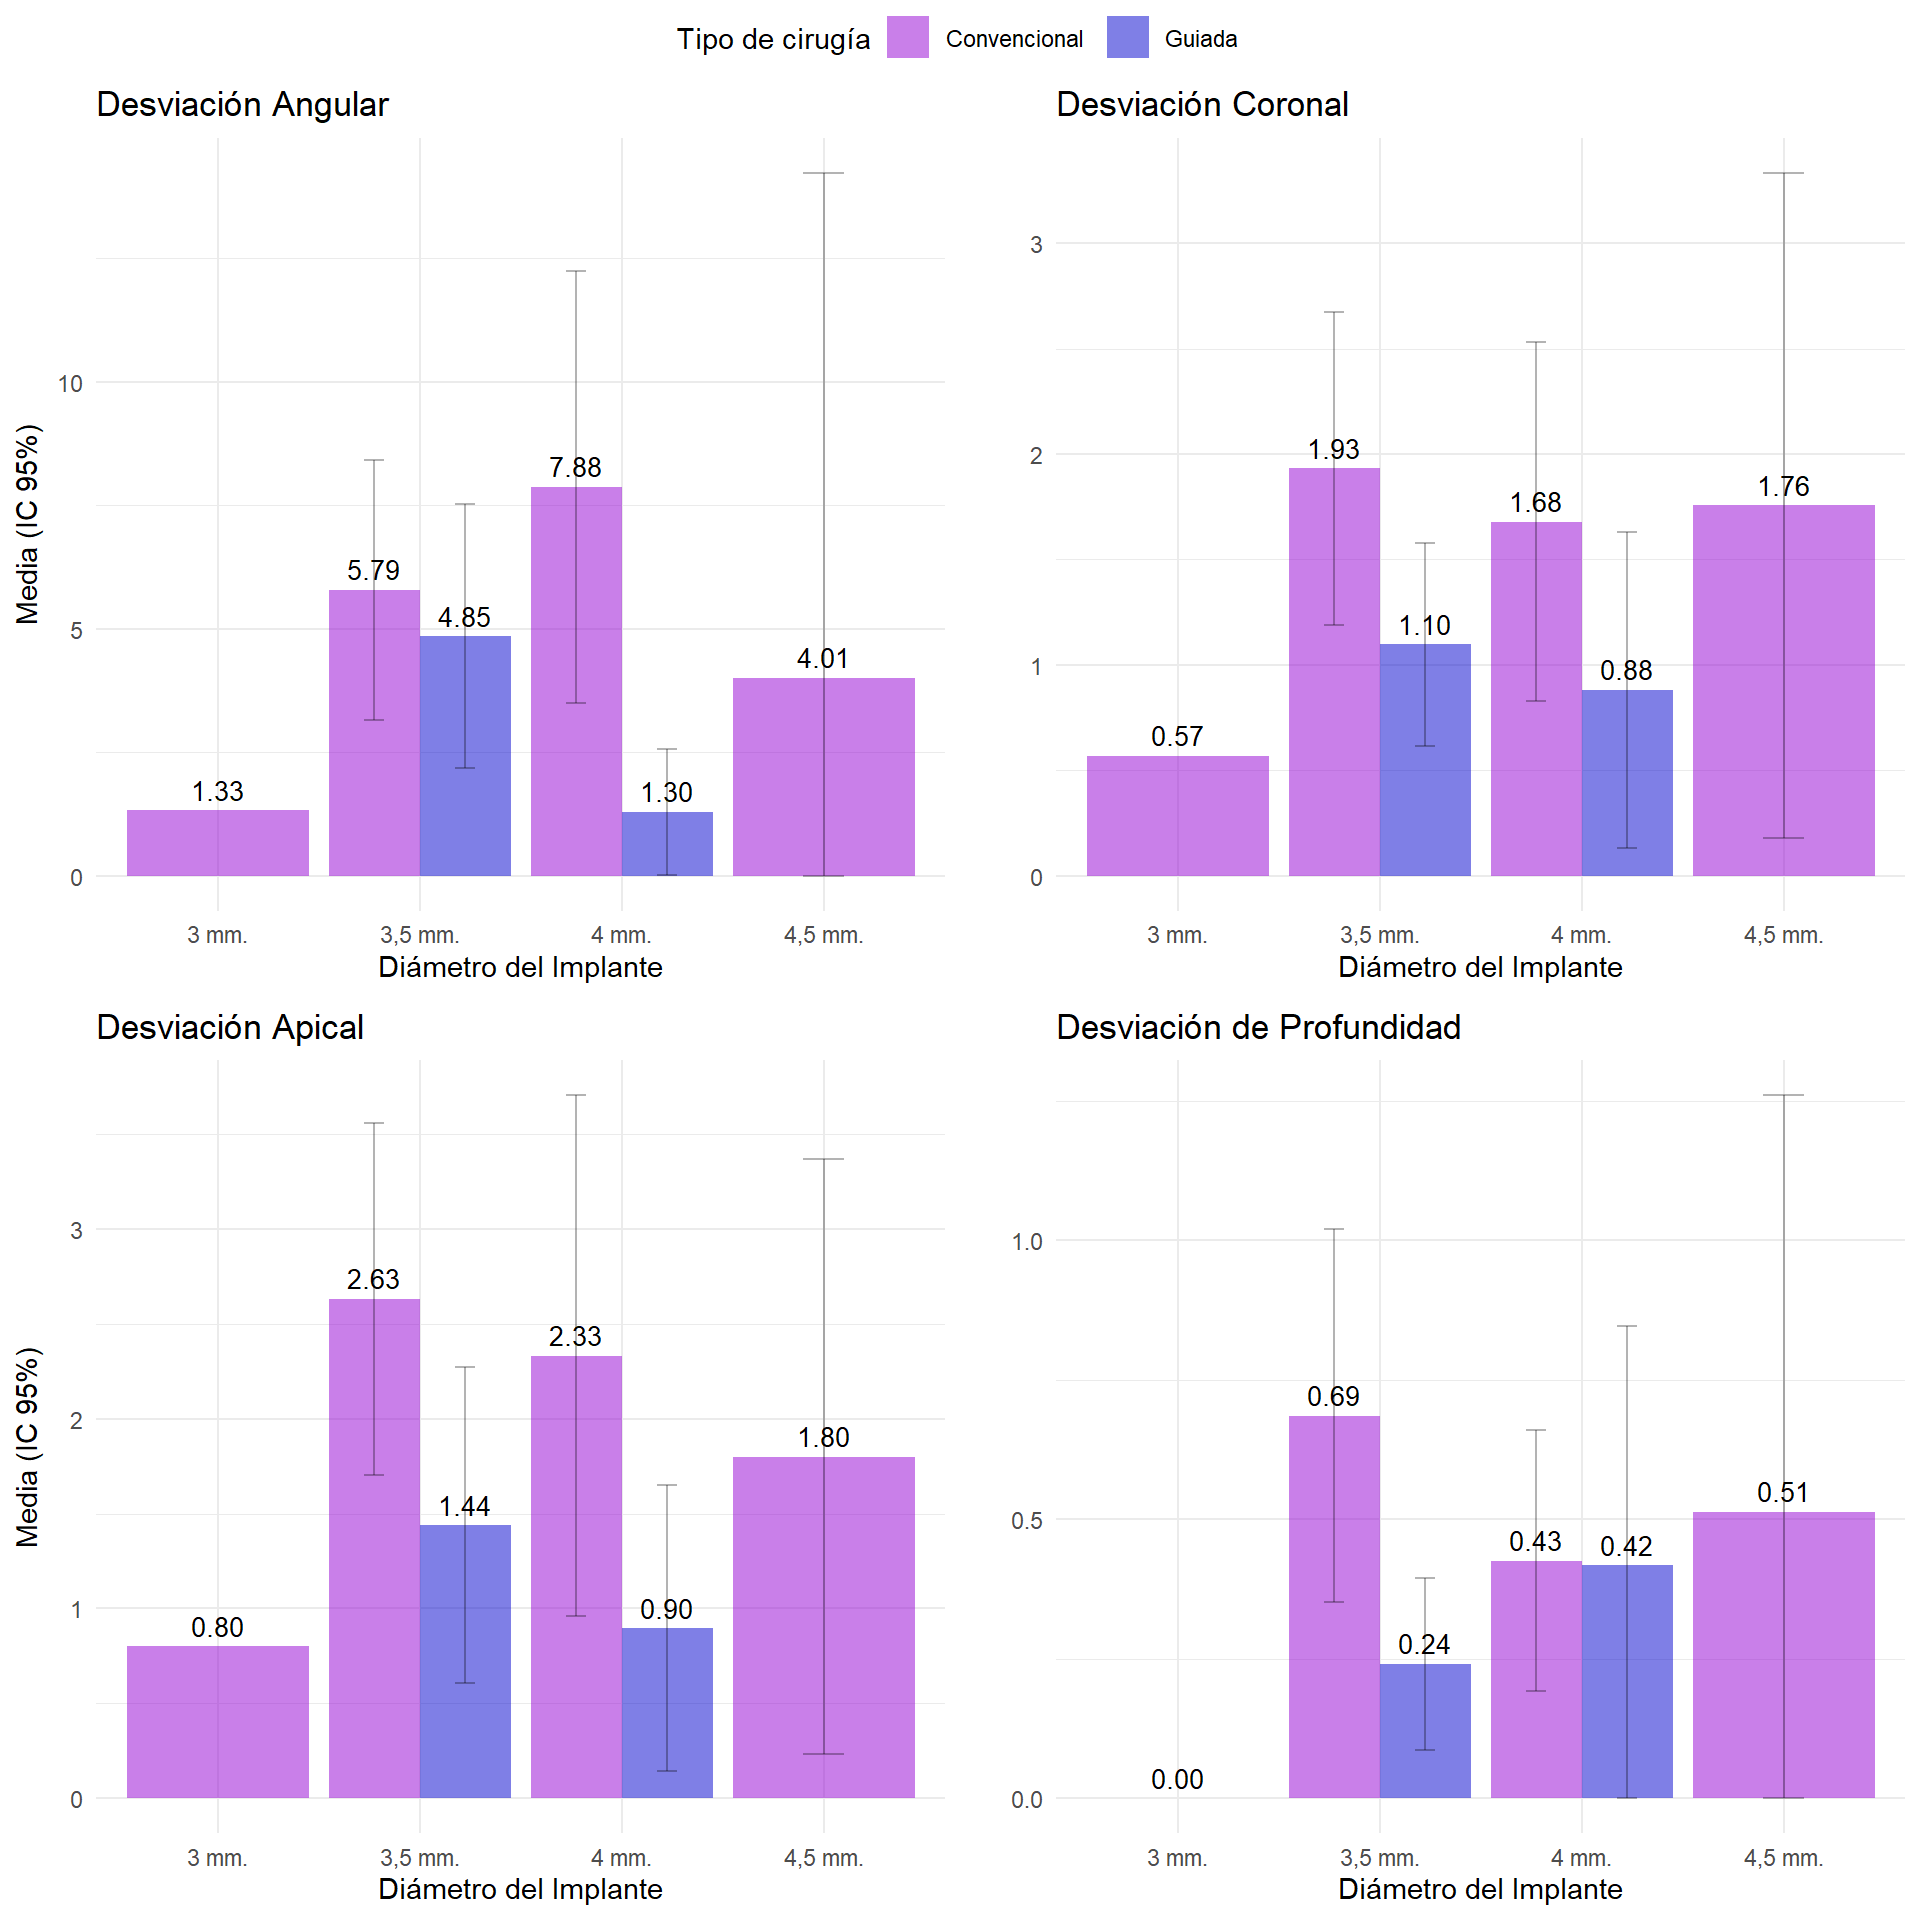 Tipo de cirugía Convencional Guiada
Desviación Angular
Media (IC 95%)
10
5
0
1.33
5.79
4.85
7.88
1.30
4.01
3 mm. 3,5 mm. 4 mm. 4,5 mm.
Diámetro del Implante
Desviación Coronal
3
2
1
0
0.57
1.93
1.10
1.68
0.88
1.76
3 mm. 3,5 mm. 4 mm. 4,5 mm.
Diámetro del Implante
Desviación Apical
Media (IC 95%)
3
2
1
0
0.80
2.63
1.44
2.33
0.90
1.80
3 mm. 3,5 mm. 4 mm. 4,5 mm.
Diámetro del Implante
Desviación de Profundidad
1.0
0.5
0.0
0.00
0.69
0.24
0.43
0.42
0.51
3 mm. 3,5 mm. 4 mm. 4,5 mm.
Diámetro del Implante